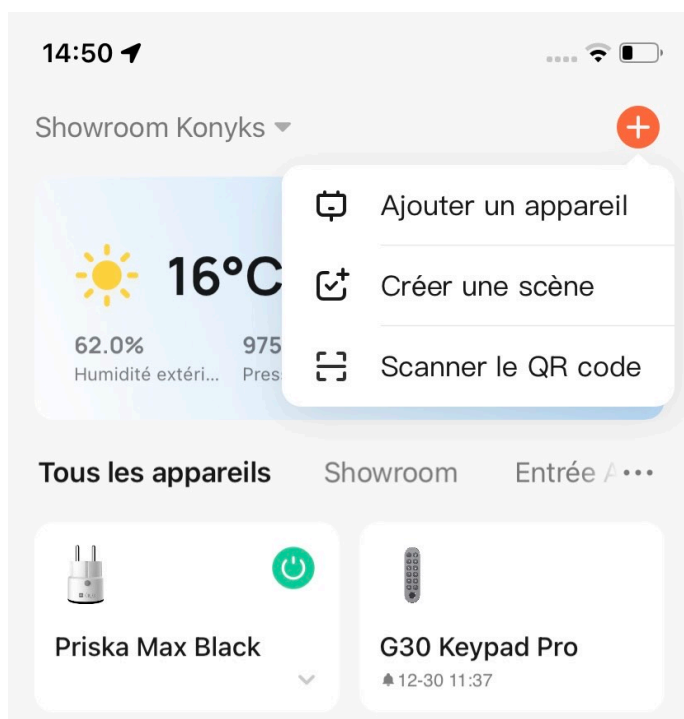 14:50
Showroom Konyks
Ajouter un appareil
Créer une scène
Scanner le QR code
16°C
62.0% 975
Humidité extéri... Pres
Tous les appareils Showroom Entrée
Priska Max Black
G30 Keypad Pro
12-30 11:37